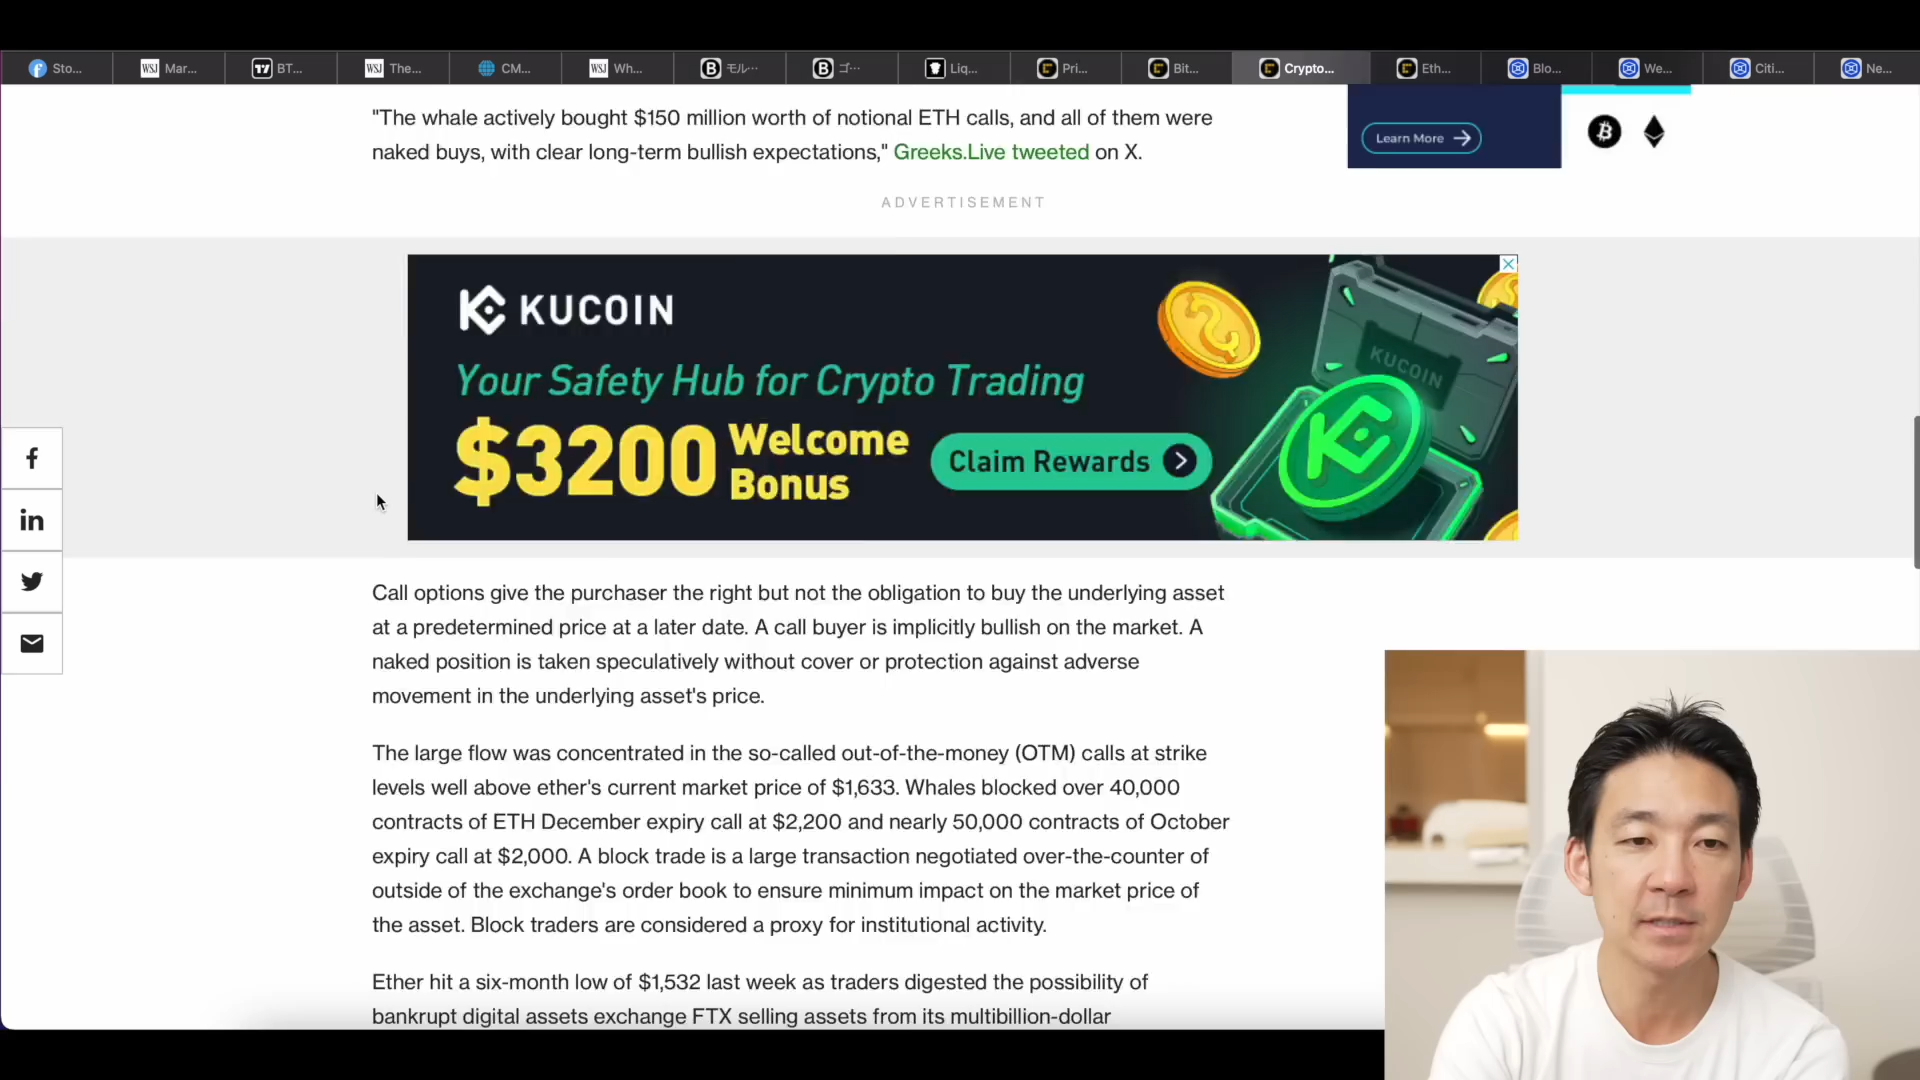 Sto...
Mar...
BT...
The...
CM...
Wh...
モル…
ゴ…
Liq...
Pri...
Bit...
Crypto...
Eth...
Blo...
We...
Citi...
Ne...
"The whale actively bought $150 million worth of notional ETH calls, and all of them were
naked buys, with clear long-term bullish expectations," Greeks.Live tweeted on X.
Learn More
ADVERTISEMENT
KUCOIN
Your Safety Hub for Crypto Trading
$3200 Welcome
Bonus
Claim Rewards
KUCOIN
Call options give the purchaser the right but not the obligation to buy the underlying asset
at a predetermined price at a later date. A call buyer is implicitly bullish on the market. A
naked position is taken speculatively without cover or protection against adverse
movement in the underlying asset's price.
The large flow was concentrated in the so-called out-of-the-money (OTM) calls at strike
levels well above ether's current market price of $1,633. Whales blocked over 40,000
contracts of ETH December expiry call at $2,200 and nearly 50,000 contracts of October
expiry call at $2,000. A block trade is a large transaction negotiated over-the-counter of
outside of the exchange's order book to ensure minimum impact on the market price of
the asset. Block traders are considered a proxy for institutional activity.
Ether hit a six-month low of $1,532 last week as traders digested the possibility of
bankrupt digital assets exchange FTX selling assets from its multibillion-dollar